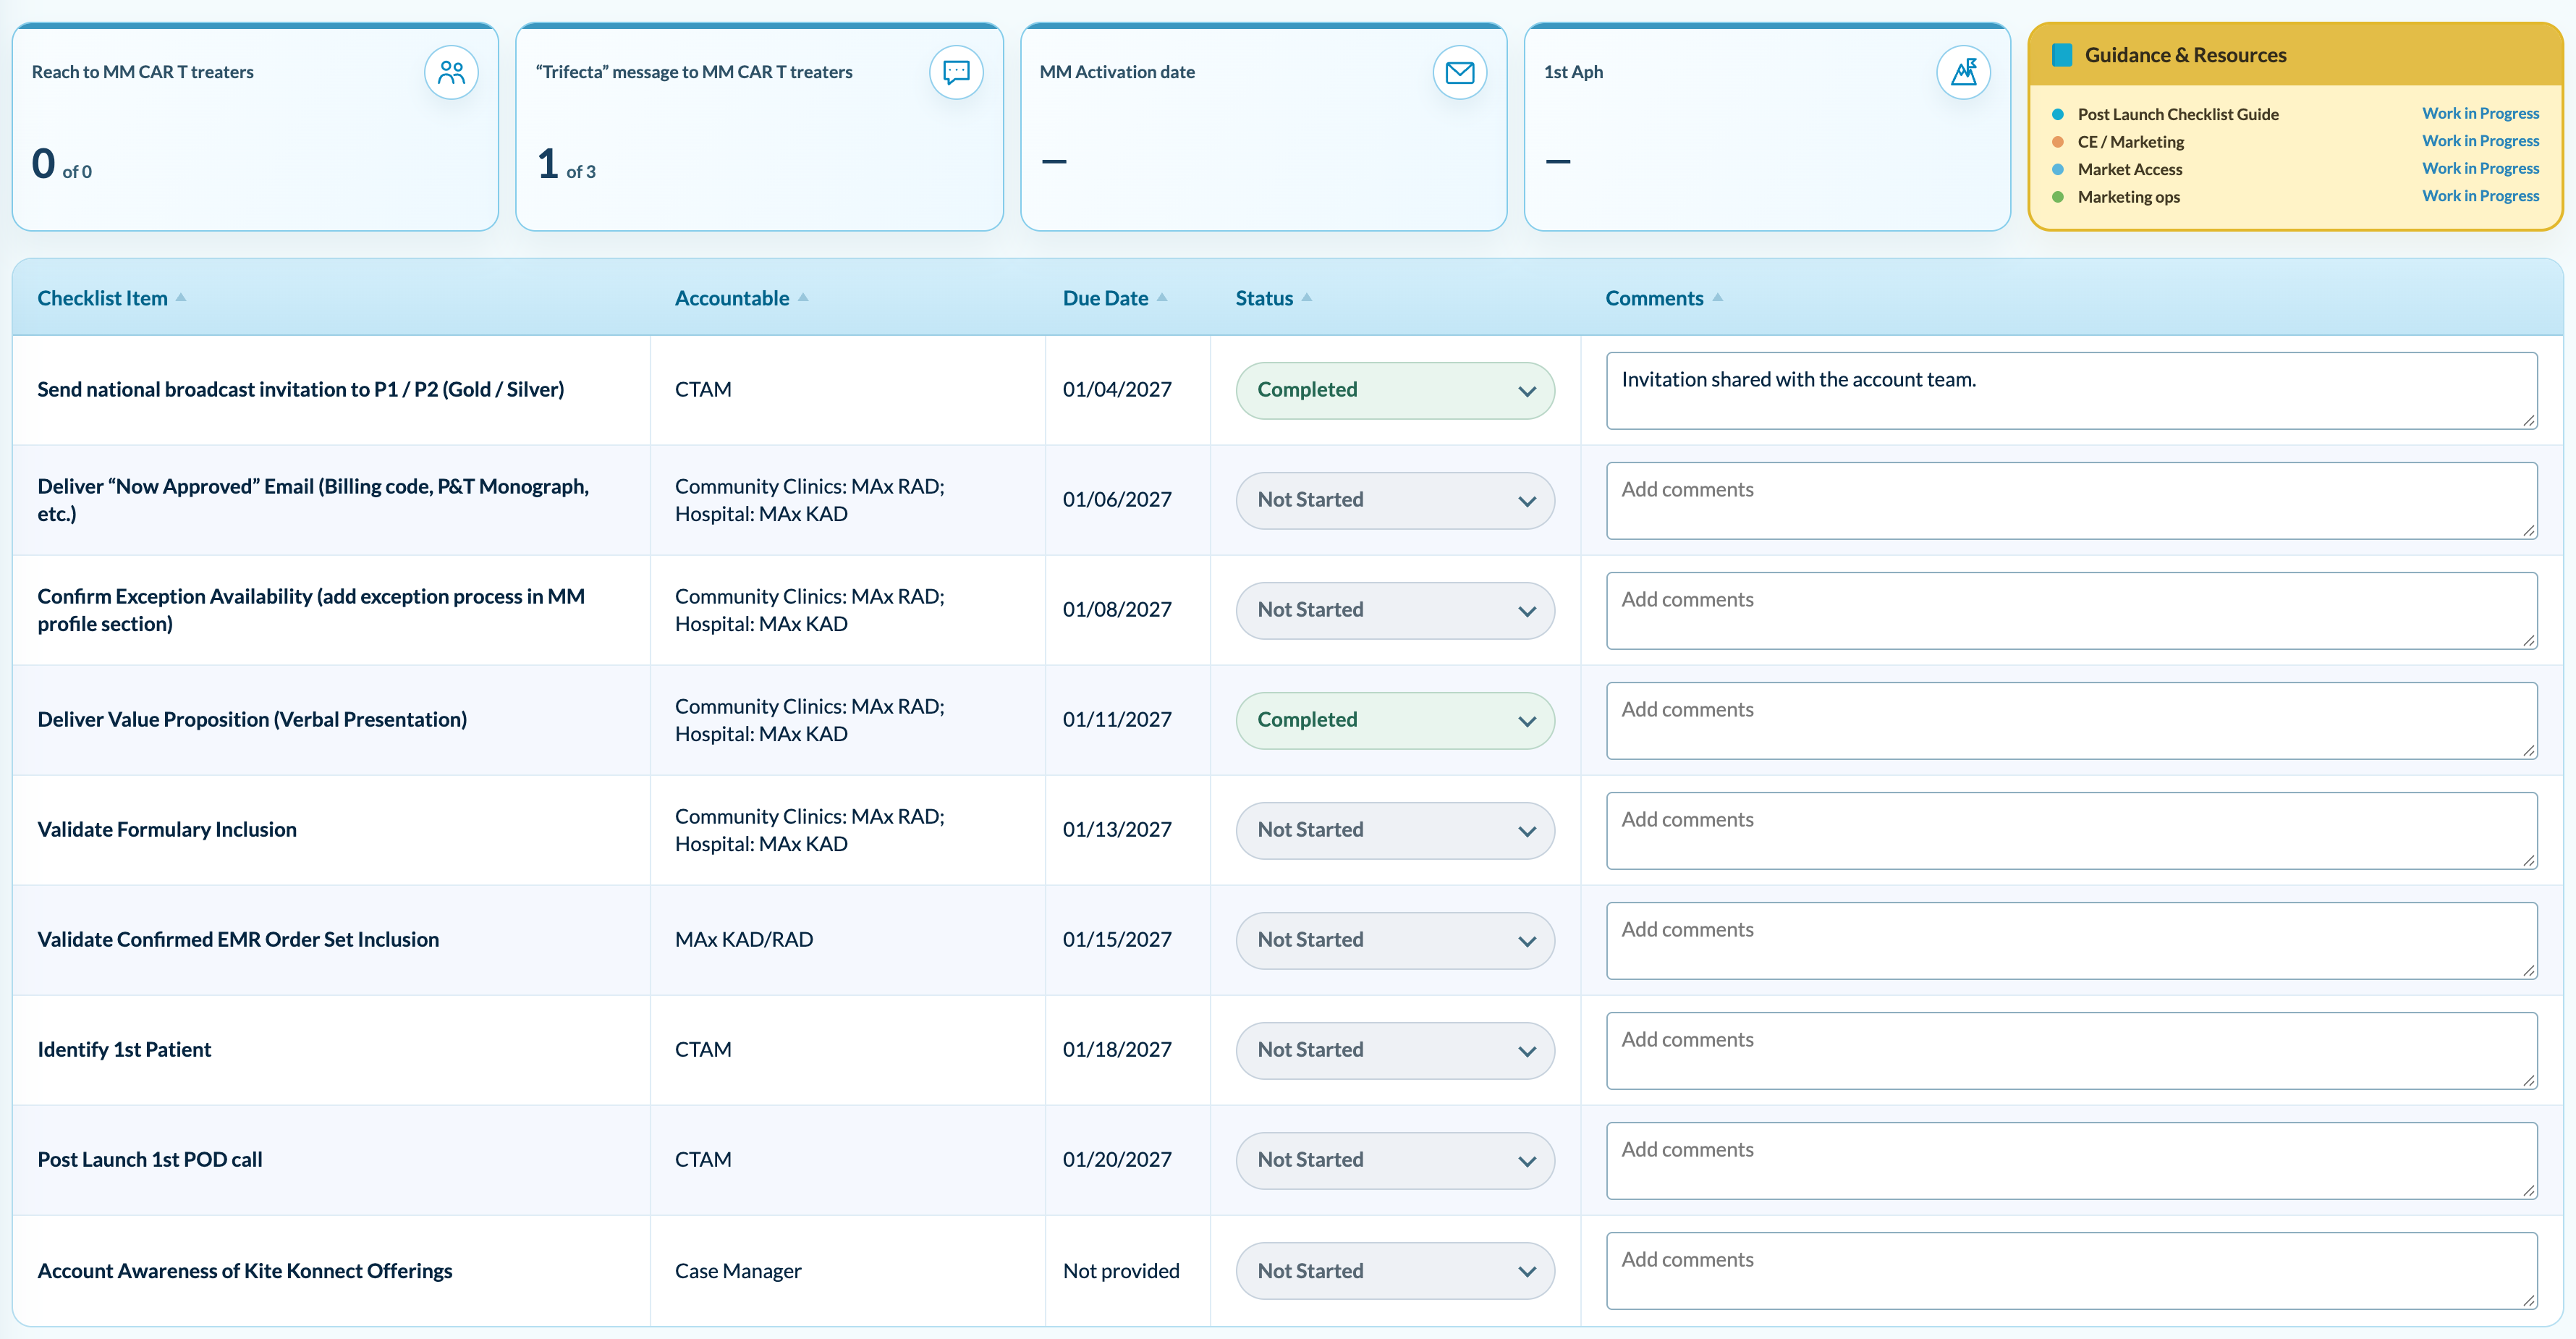 Reach to MM CAR T treaters
0 of 0
“Trifecta” message to MM CAR T treaters
1 of 3
MM Activation date
—
1st Aph
—
Guidance & Resources
Post Launch Checklist Guide Work in Progress
CE / Marketing Work in Progress
Market Access Work in Progress
Marketing ops Work in Progress
Checklist Item Accountable Due Date Status Comments
Send national broadcast invitation to P1 / P2 (Gold / Silver)
CTAM
01/04/2027
Completed
Invitation shared with the account team.
Deliver “Now Approved” Email (Billing code, P&T Monograph,
etc.)
Community Clinics: MAx RAD;
Hospital: MAx KAD
01/06/2027
Not Started
Add comments
Confirm Exception Availability (add exception process in MM
profile section)
Community Clinics: MAx RAD;
Hospital: MAx KAD
01/08/2027
Not Started
Add comments
Deliver Value Proposition (Verbal Presentation)
Community Clinics: MAx RAD;
Hospital: MAx KAD
01/11/2027
Completed
Add comments
Validate Formulary Inclusion
Community Clinics: MAx RAD;
Hospital: MAx KAD
01/13/2027
Not Started
Add comments
Validate Confirmed EMR Order Set Inclusion
MAx KAD/RAD
01/15/2027
Not Started
Add comments
Identify 1st Patient
CTAM
01/18/2027
Not Started
Add comments
Post Launch 1st POD call
CTAM
01/20/2027
Not Started
Add comments
Account Awareness of Kite Konnect Offerings
Case Manager
Not provided
Not Started
Add comments